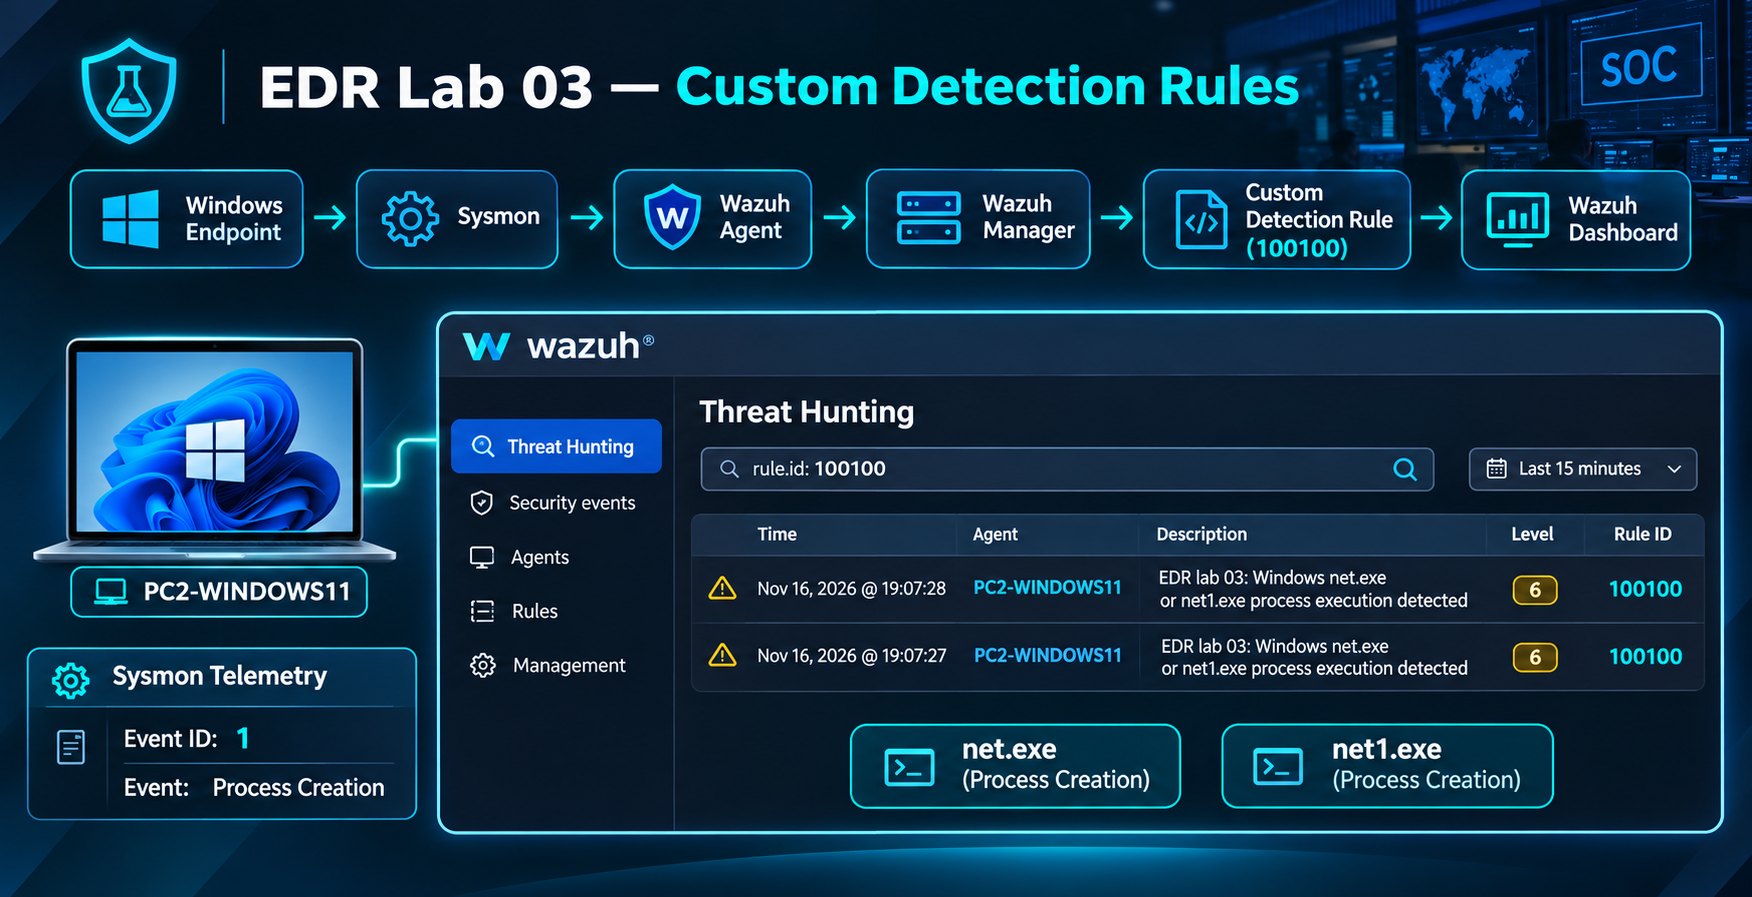 EDR Lab 03 — Custom Detection Rules
SOC
Windows
Endpoint
Sysmon
W
Wazuh
Agent
Wazuh
Manager
Custom
Detection Rule
(100100)
Wazuh
Dashboard
PC2-WINDOWS11
Sysmon Telemetry
Event ID: 1
Event: Process Creation
wazuh®
Threat Hunting
Security events
Agents
Rules
Management
Threat Hunting
rule.id: 100100
Last 15 minutes
Time Agent Description Level Rule ID
Nov 16, 2026 @ 19:07:28 PC2-WINDOWS11 EDR lab 03: Windows net.exe 6 100100
or net1.exe process execution detected
Nov 16, 2026 @ 19:07:27 PC2-WINDOWS11 EDR lab 03: Windows net.exe 6 100100
or net1.exe process execution detected
net.exe
(Process Creation)
net1.exe
(Process Creation)